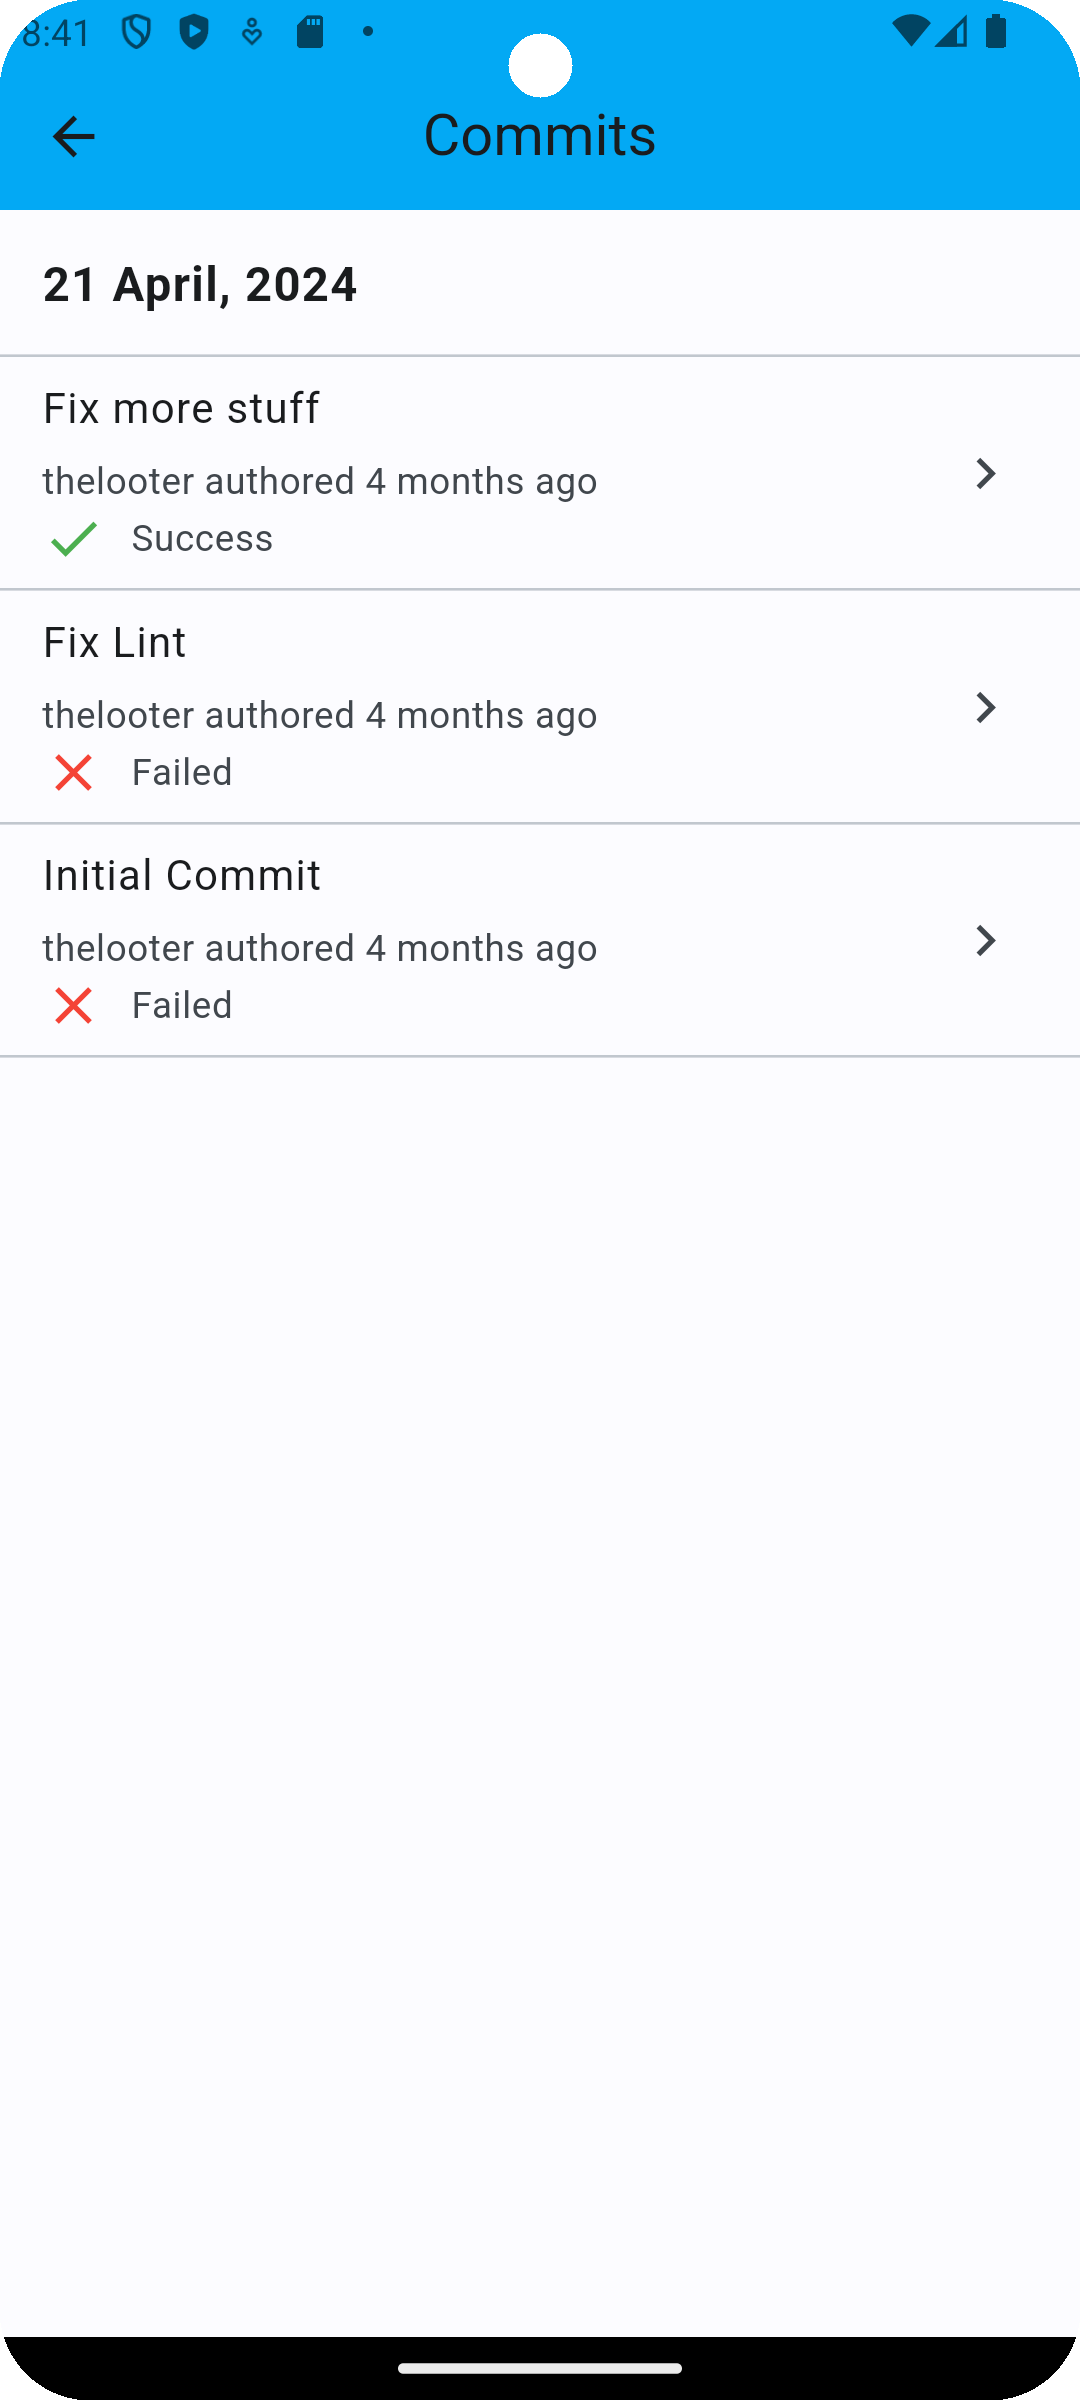 8:41
Commits
21 April, 2024
Fix more stuff
thelooter authored 4 months ago
Success
Fix Lint
thelooter authored 4 months ago
Failed
Initial Commit
thelooter authored 4 months ago
Failed